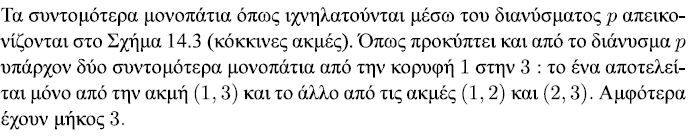 Τα συντομότερα μονοπάτια όπως ιχνηλατούνται μέσω του διανύσματος p απεικο-
νίζονται στο Σχήμα 14.3 (κόκκινες ακμές). Όπως προκύπτει και από το διάνυσμα p
υπάρχον δύο συντομότερα μονοπάτια από την κορυφή 1 στην 3 : το ένα αποτελεί-
ται μόνο από την ακμή (1, 3) και το άλλο από τις ακμές (1, 2) και (2, 3). Αμφότερα
έχουν μήκος 3.